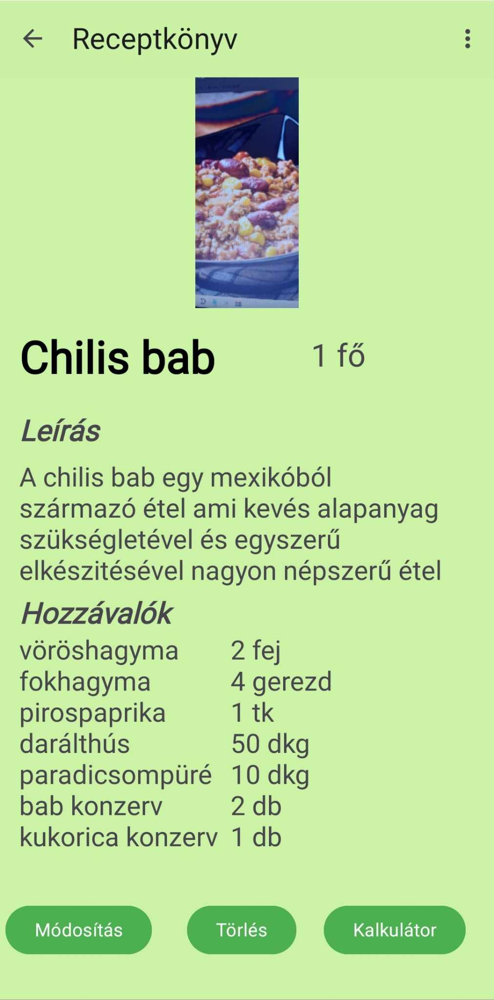 Receptkönyv
Chilis bab 1 fő
Leírás
A chilis bab egy mexikóból
származó étel ami kevés alapanyag
szükségletével és egyszerű
elkészitésével nagyon népszerű étel
Hozzávalók
vöröshagyma 2 fej
fokhagyma 4 gerezd
pirospaprika 1 tk
darálthús 50 dkg
paradicsompüré 10 dkg
bab konzerv 2 db
kukorica konzerv 1 db
Módosítás Törlés Kalkulátor